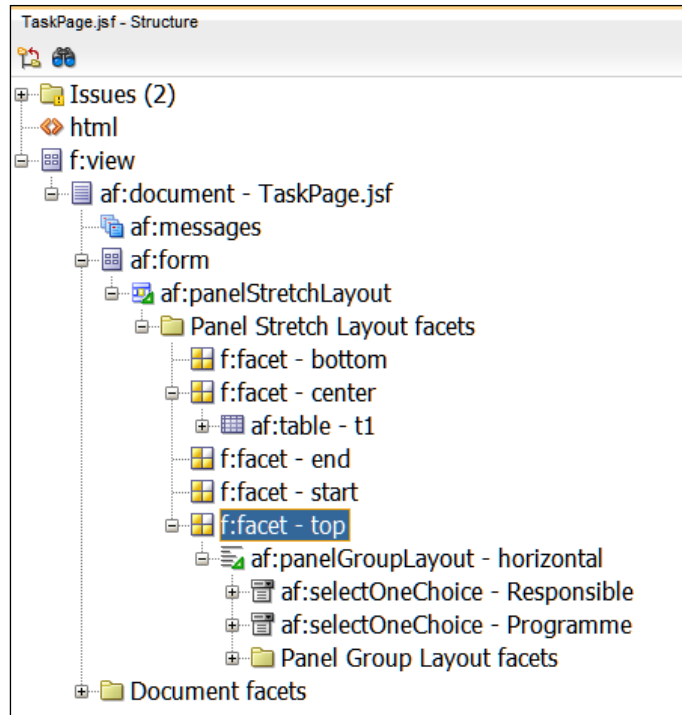 TaskPage.jsf - Structure
Issues (2)
html
f:view
af:document - TaskPage.jsf
af:messages
af:form
af:panelStretchLayout
Panel Stretch Layout facets
f:facet - bottom
f:facet - center
af:table - t1
f:facet - end
f:facet - start
f:facet - top
af:panelGroupLayout - horizontal
af:selectOneChoice - Responsible
af:selectOneChoice - Programme
Panel Group Layout facets
Document facets